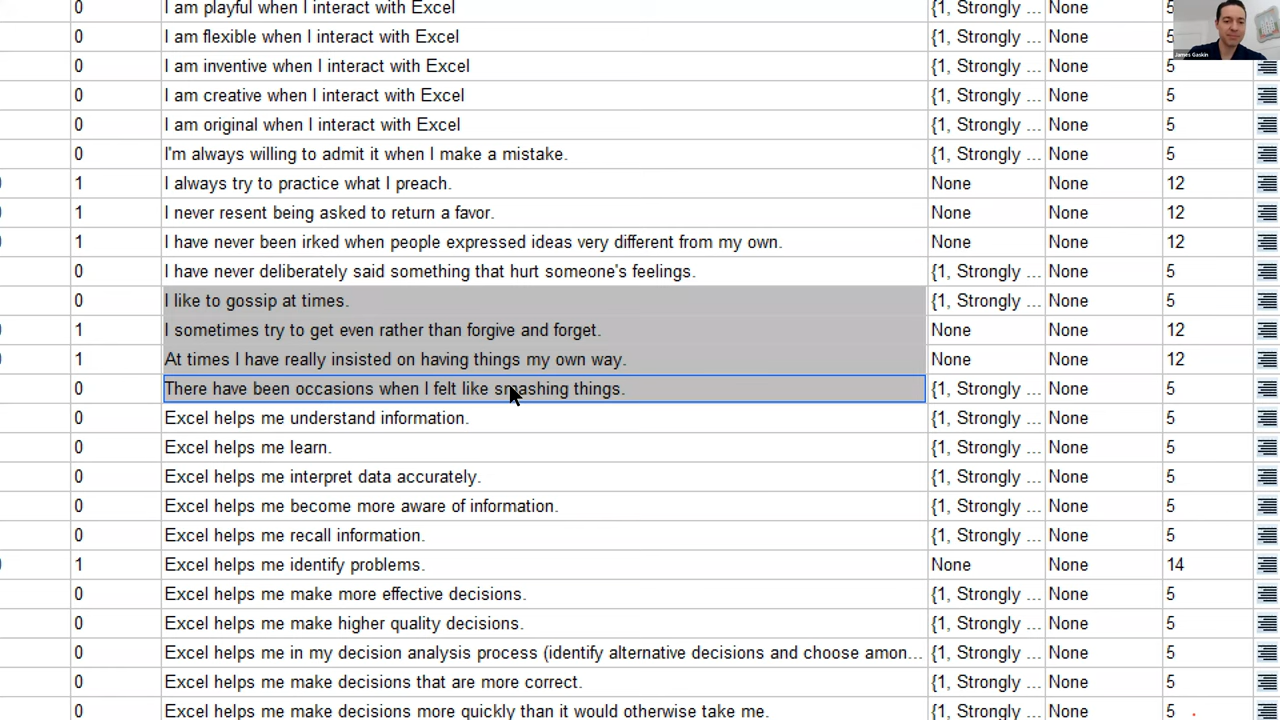 0 I am playful when I interact with Excel {1, Strongly ... None 5
0 I am flexible when I interact with Excel {1, Strongly ... None 5
0 I am inventive when I interact with Excel {1, Strongly ... None 5
0 I am creative when I interact with Excel {1, Strongly ... None 5
0 I am original when I interact with Excel {1, Strongly ... None 5
0 I'm always willing to admit it when I make a mistake. {1, Strongly ... None 5
1 I always try to practice what I preach. None None 12
1 I never resent being asked to return a favor. None None 12
1 I have never been irked when people expressed ideas very different from my own. None None 12
0 I have never deliberately said something that hurt someone's feelings. {1, Strongly ... None 5
0 I like to gossip at times. {1, Strongly ... None 5
1 I sometimes try to get even rather than forgive and forget. None None 12
1 At times I have really insisted on having things my own way. None None 12
0 There have been occasions when I felt like smashing things. {1, Strongly ... None 5
0 Excel helps me understand information. {1, Strongly ... None 5
0 Excel helps me learn. {1, Strongly ... None 5
0 Excel helps me interpret data accurately. {1, Strongly ... None 5
0 Excel helps me become more aware of information. {1, Strongly ... None 5
0 Excel helps me recall information. {1, Strongly ... None 5
1 Excel helps me identify problems. None None 14
0 Excel helps me make more effective decisions. {1, Strongly ... None 5
0 Excel helps me make higher quality decisions. {1, Strongly ... None 5
0 Excel helps me in my decision analysis process (identify alternative decisions and choose amon... {1, Strongly ... None 5
0 Excel helps me make decisions that are more correct. {1, Strongly ... None 5
0 Excel helps me make decisions more quickly than it would otherwise take me. {1, Strongly ... None 5
James Gaskin